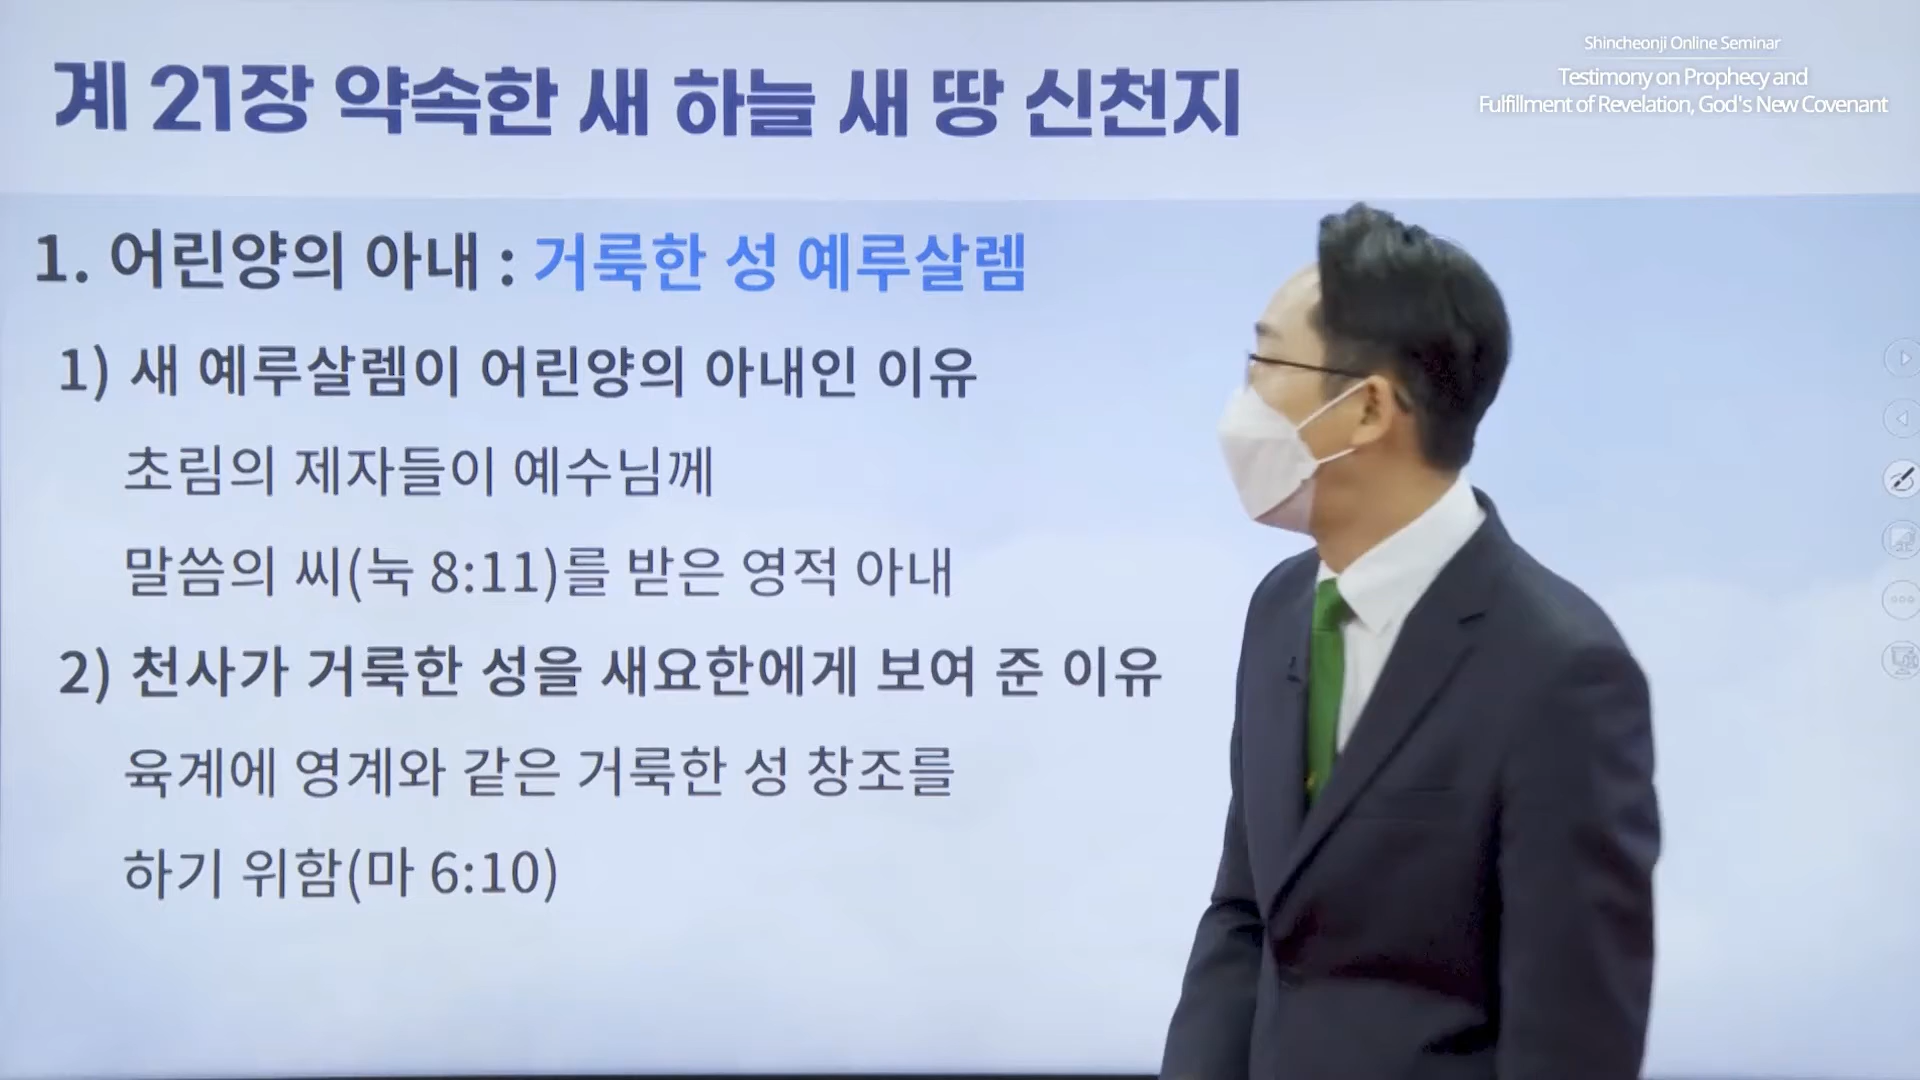 Shincheonji Online Seminar
Testimony on Prophecy and
Fulfillment of Revelation, God's New Covenant
계 21장 약속한 새 하늘 새 땅 신천지
1. 어린양의 아내 : 거룩한 성 예루살렘
1) 새 예루살렘이 어린양의 아내인 이유
초림의 제자들이 예수님께
말씀의 씨(눅 8:11)를 받은 영적 아내
2) 천사가 거룩한 성을 새요한에게 보여 준 이유
육계에 영계와 같은 거룩한 성 창조를
하기 위함(마 6:10)